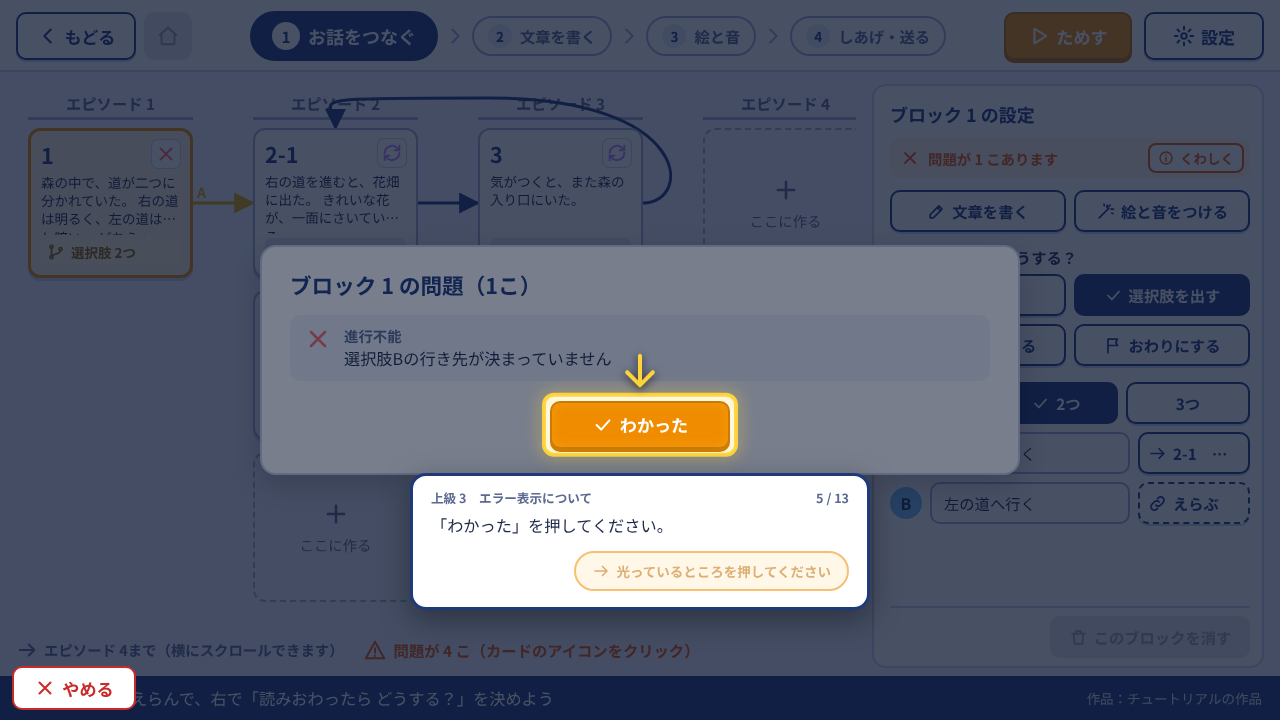 もどる
1 お話をつなぐ
2 文章を書く
3 絵と音
4 しあげ・送る
ためす
設定
エピソード 1
エピソード 2
エピソード 3
エピソード 4
1
森の中で、道が二つに
分かれていた。 右の道
は明るく、左の道は…
選択肢 2つ
A
2-1
右の道を進むと、花畑
に出た。 きれいな花
が、一面にさいてい…
3
気がつくと、また森の
入り口にいた。
ここに作る
ブロック 1 の設定
問題が 1 こあります
くわしく
文章を書く
絵と音をつける
うする？
選択肢を出す
る
おわりにする
2つ
3つ
く
2-1 …
B
左の道へ行く
えらぶ
このブロックを消す
ブロック 1 の問題（1こ）
進行不能
選択肢Bの行き先が決まっていません
わかった
上級 3　エラー表示について
5 / 13
「わかった」を押してください。
光っているところを押してください
ここに作る
エピソード 4まで（横にスクロールできます）
問題が 4 こ（カードのアイコンをクリック）
やめる
えらんで、右で「読みおわったら どうする？」を決めよう
作品：チュートリアルの作品